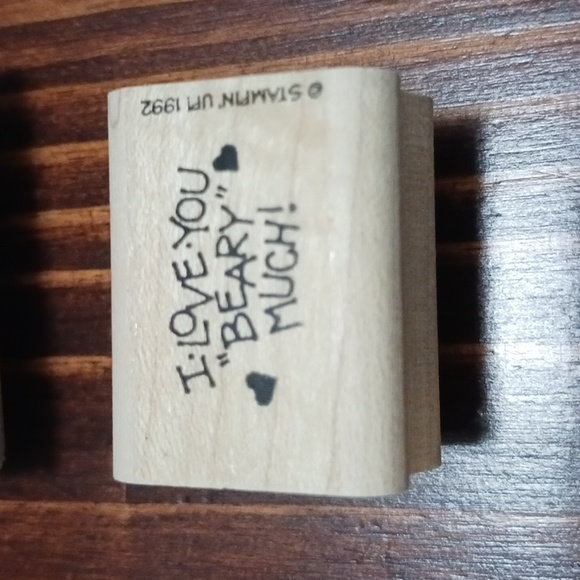 I·LOVE·YOU
"BEARY"
MUCH!
© STAMPIN' UP! 1992